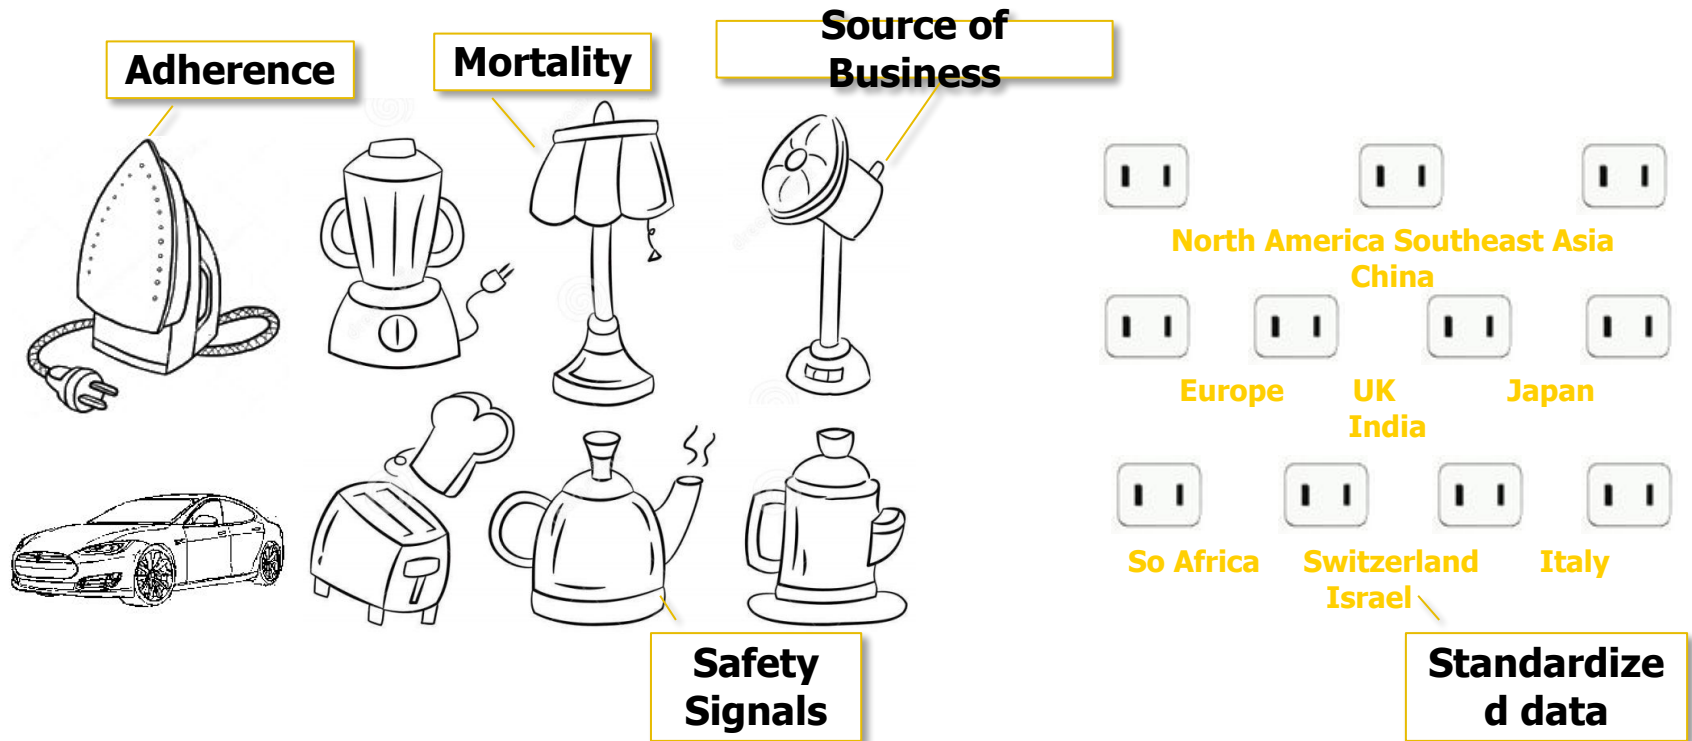 Adherence
Mortality
Source of
Business
North America Southeast Asia
China
Europe UK Japan
India
So Africa Switzerland Italy
Israel
Safety
Signals
Standardize
d data